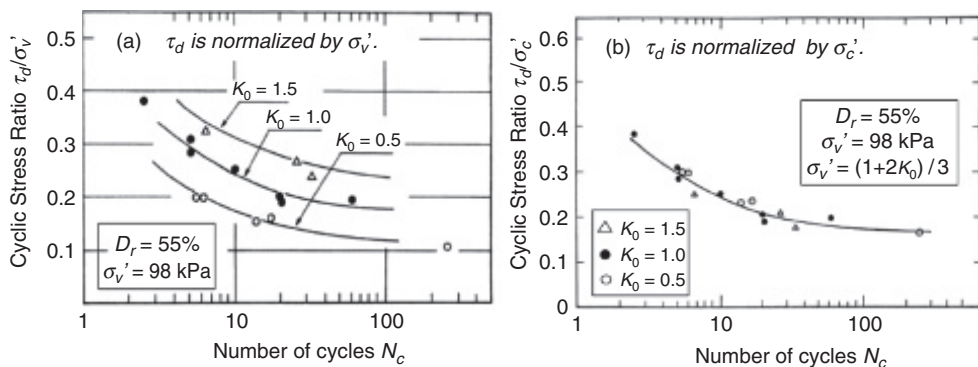 Cyclic Stress Ratio τd/σv'
0.5
0.4
0.3
0.2
0.1
(a) τd is normalized by σv'.
K0 = 1.5
K0 = 1.0
K0 = 0.5
Dr = 55%
σv' = 98 kPa
1 10 100
Number of cycles Nc
Cyclic Stress Ratio τd/σc'
0.6
0.5
0.4
0.3
0.2
0.1
0
(b) τd is normalized by σc'.
Dr = 55%
σv' = 98 kPa
σv' = (1+2K0) / 3
K0 = 1.5
K0 = 1.0
K0 = 0.5
1 10 100
Number of cycles Nc